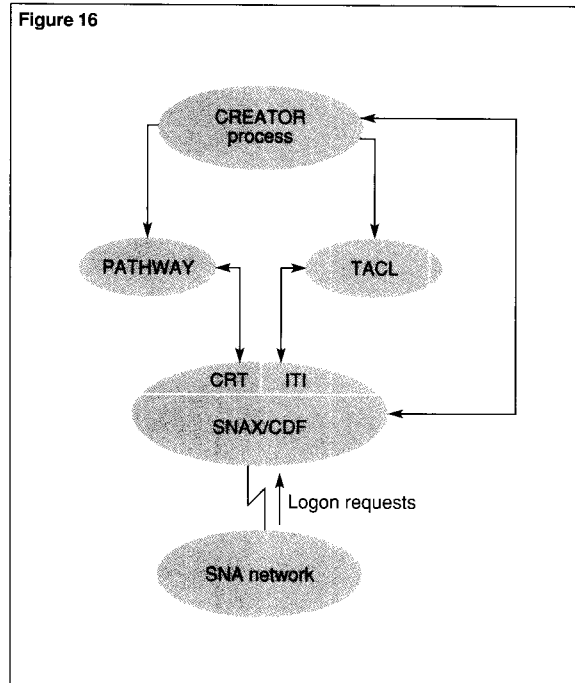 Figure 16
CREATOR
process
PATHWAY
TACL
CRT
ITI
SNAX/CDF
Logon requests
SNA network